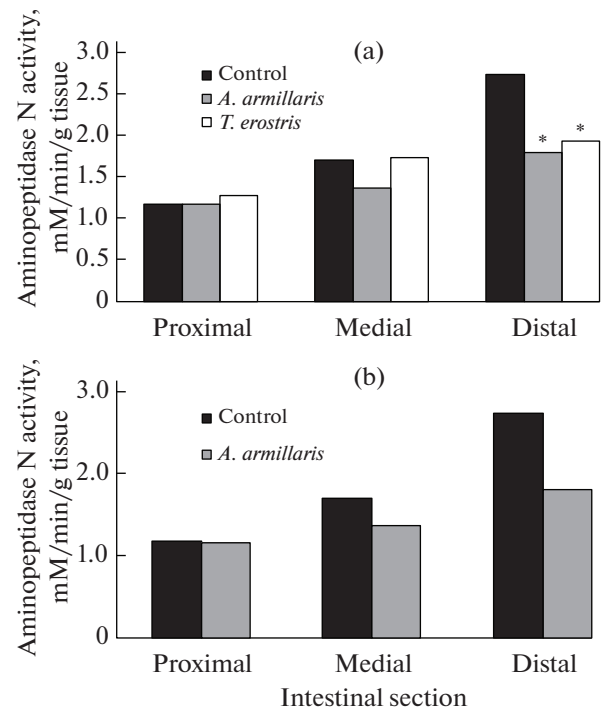 (a)
Aminopeptidase N activity,
mM/min/g tissue
3.0
2.5
2.0
1.5
1.0
0.5
0
Control
A. armillaris
T. erostris
*
*
Proximal Medial Distal
(b)
Aminopeptidase N activity,
mM/min/g tissue
3.0
2.0
1.0
0
Control
A. armillaris
Proximal Medial Distal
Intestinal section